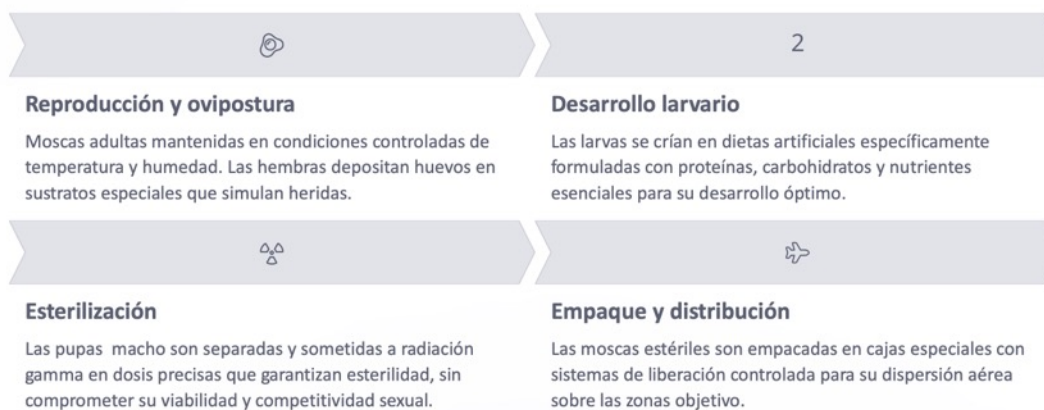 2
Reproducción y ovipostura
Moscas adultas mantenidas en condiciones controladas de
temperatura y humedad. Las hembras depositan huevos en
sustratos especiales que simulan heridas.
Desarrollo larvario
Las larvas se crían en dietas artificiales específicamente
formuladas con proteínas, carbohidratos y nutrientes
esenciales para su desarrollo óptimo.
Esterilización
Las pupas macho son separadas y sometidas a radiación
gamma en dosis precisas que garantizan esterilidad, sin
comprometer su viabilidad y competitividad sexual.
Empaque y distribución
Las moscas estériles son empacadas en cajas especiales con
sistemas de liberación controlada para su dispersión aérea
sobre las zonas objetivo.